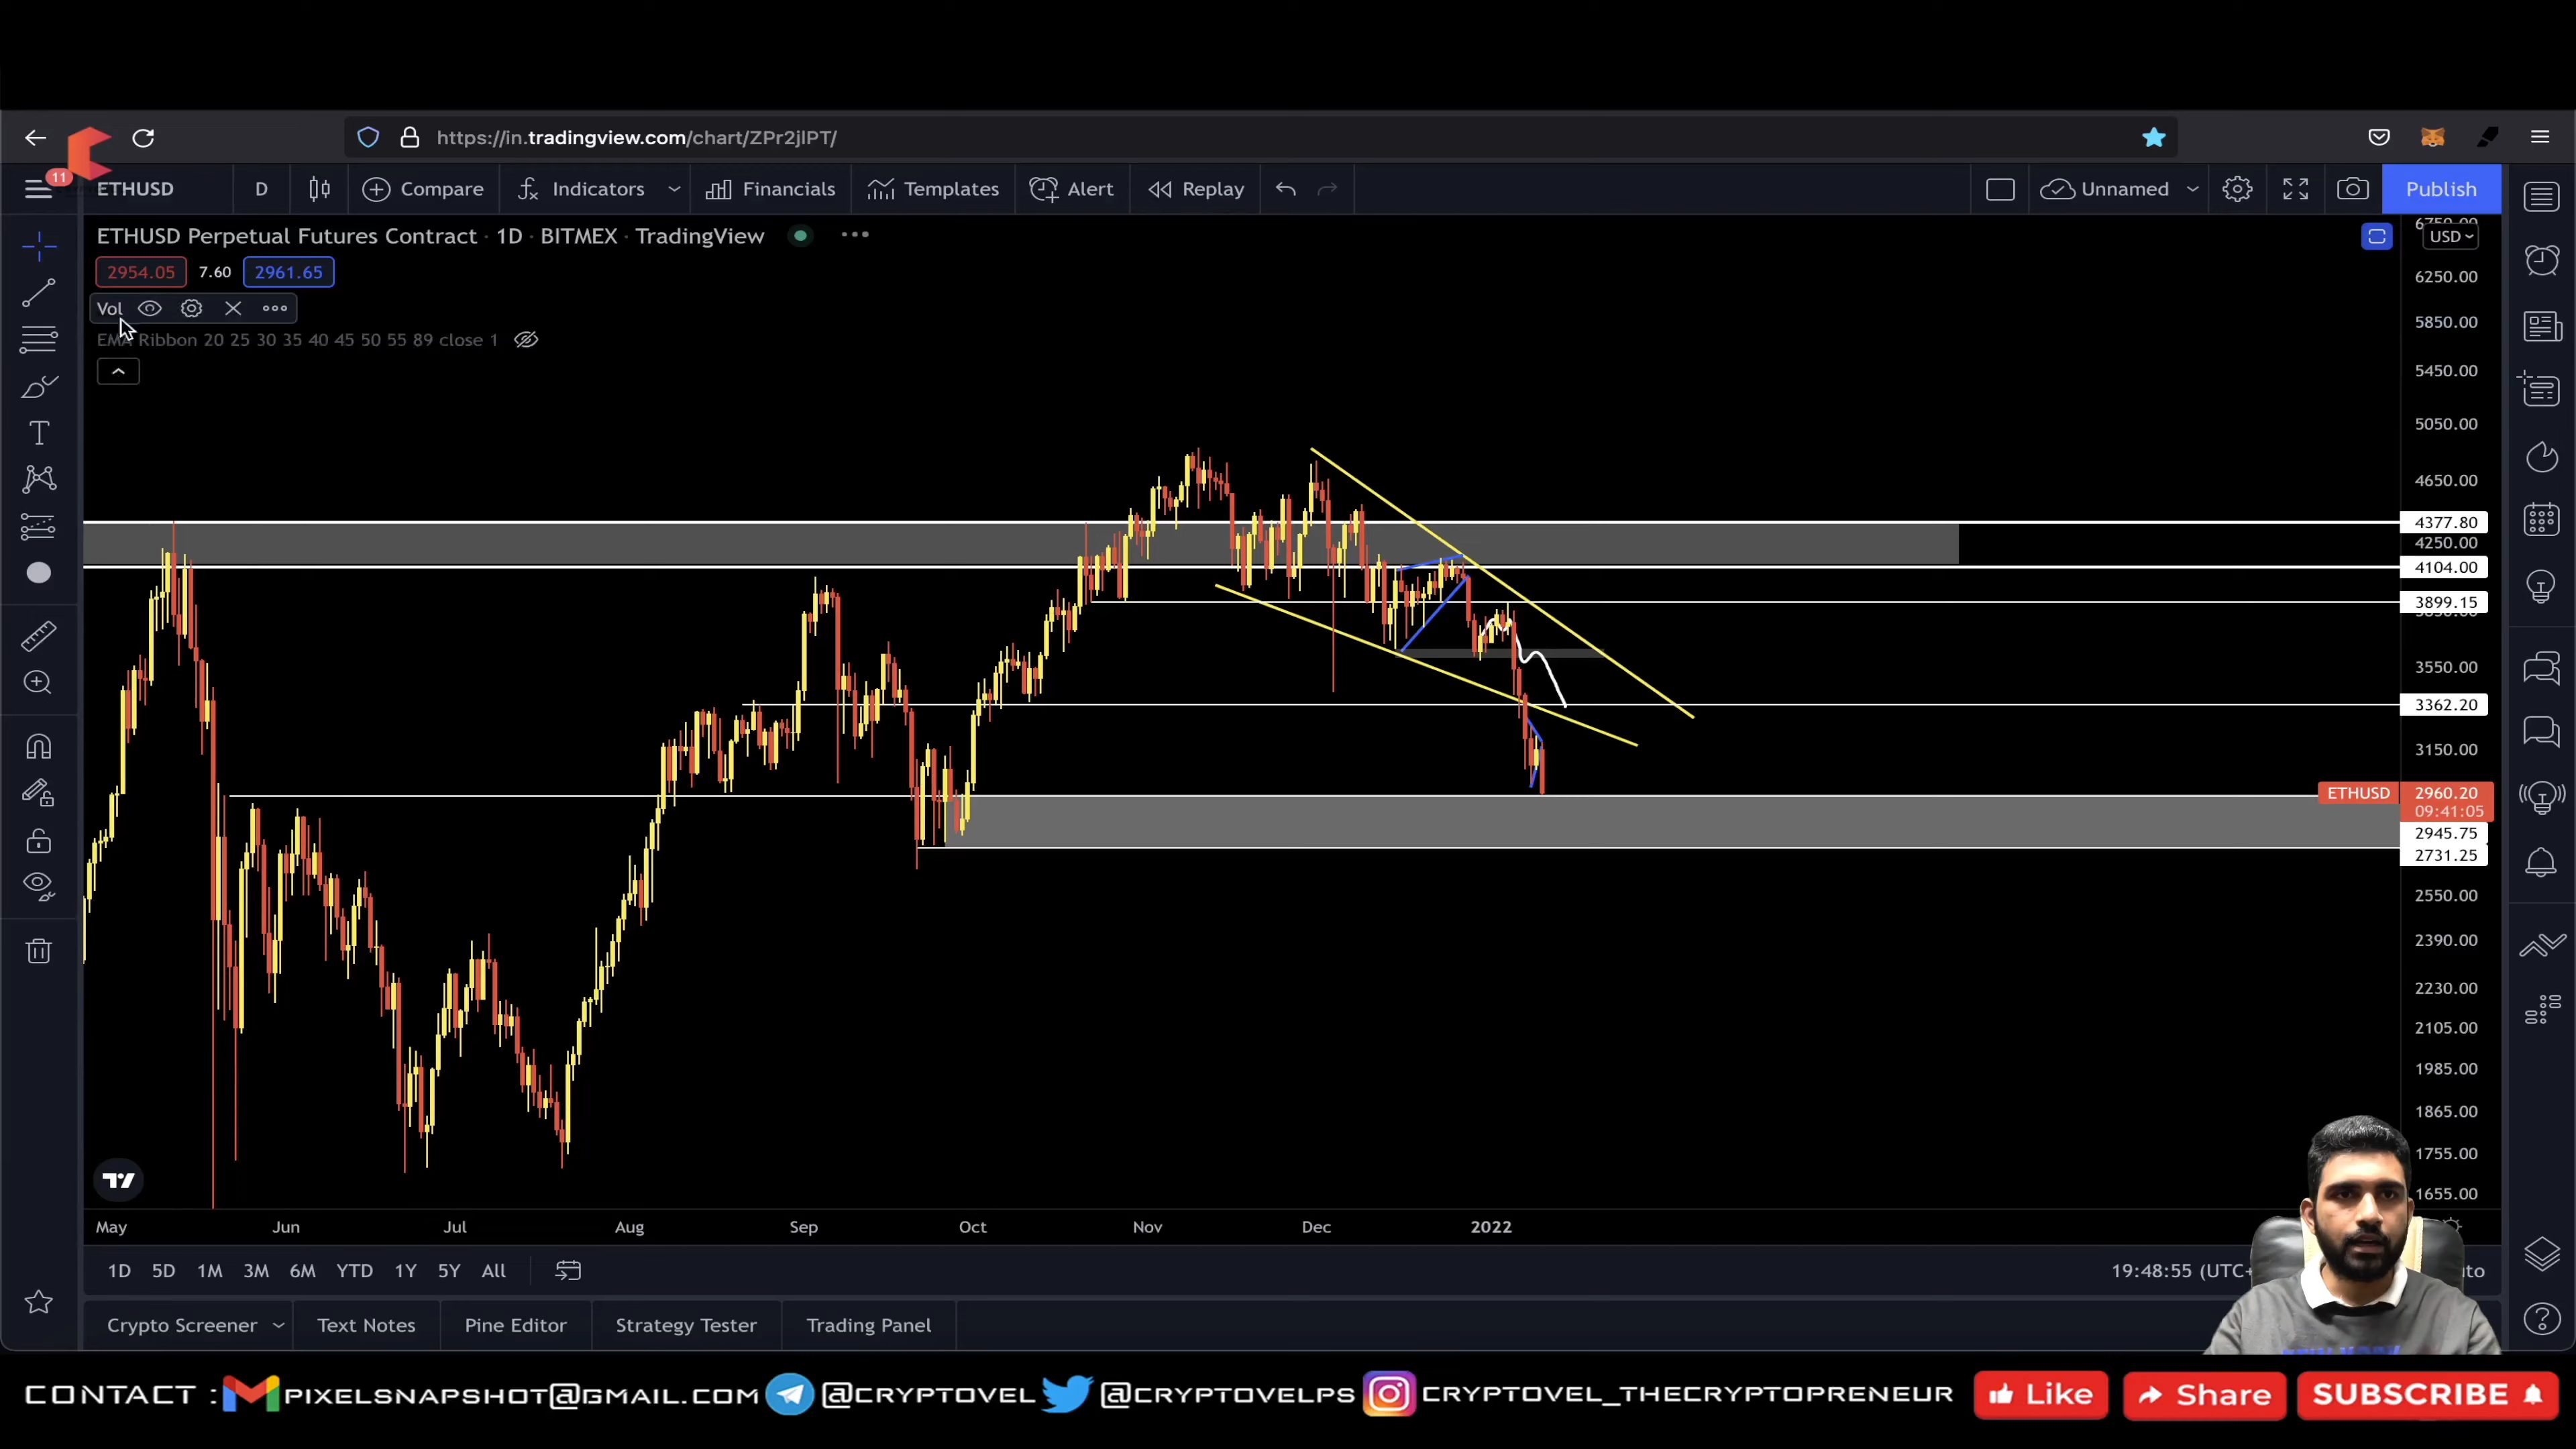 https://in.tradingview.com/chart/ZPr2jlPT/
11
ETHUSD D Compare Indicators Financials Templates Alert Replay Unnamed Publish
ETHUSD Perpetual Futures Contract · 1D · BITMEX · TradingView
USD
2954.05 7.60 2961.65
Vol
EMA Ribbon 20 25 30 35 40 45 50 55 89 close 1
6250.00
5850.00
5450.00
5050.00
4650.00
4377.80
4250.00
4104.00
3899.15
3550.00
3362.20
3150.00
ETHUSD 2960.20
09:41:05
2945.75
2731.25
2550.00
2390.00
2230.00
2105.00
1985.00
1865.00
1755.00
1655.00
May Jun Jul Aug Sep Oct Nov Dec 2022
1D 5D 1M 3M 6M YTD 1Y 5Y All
19:48:55 (UTC+
Crypto Screener Text Notes Pine Editor Strategy Tester Trading Panel
CONTACT : PIXELSNAPSHOT@GMAIL.COM @CRYPTOVEL @CRYPTOVELPS CRYPTOVEL_THECRYPTOPRENEUR Like Share SUBSCRIBE